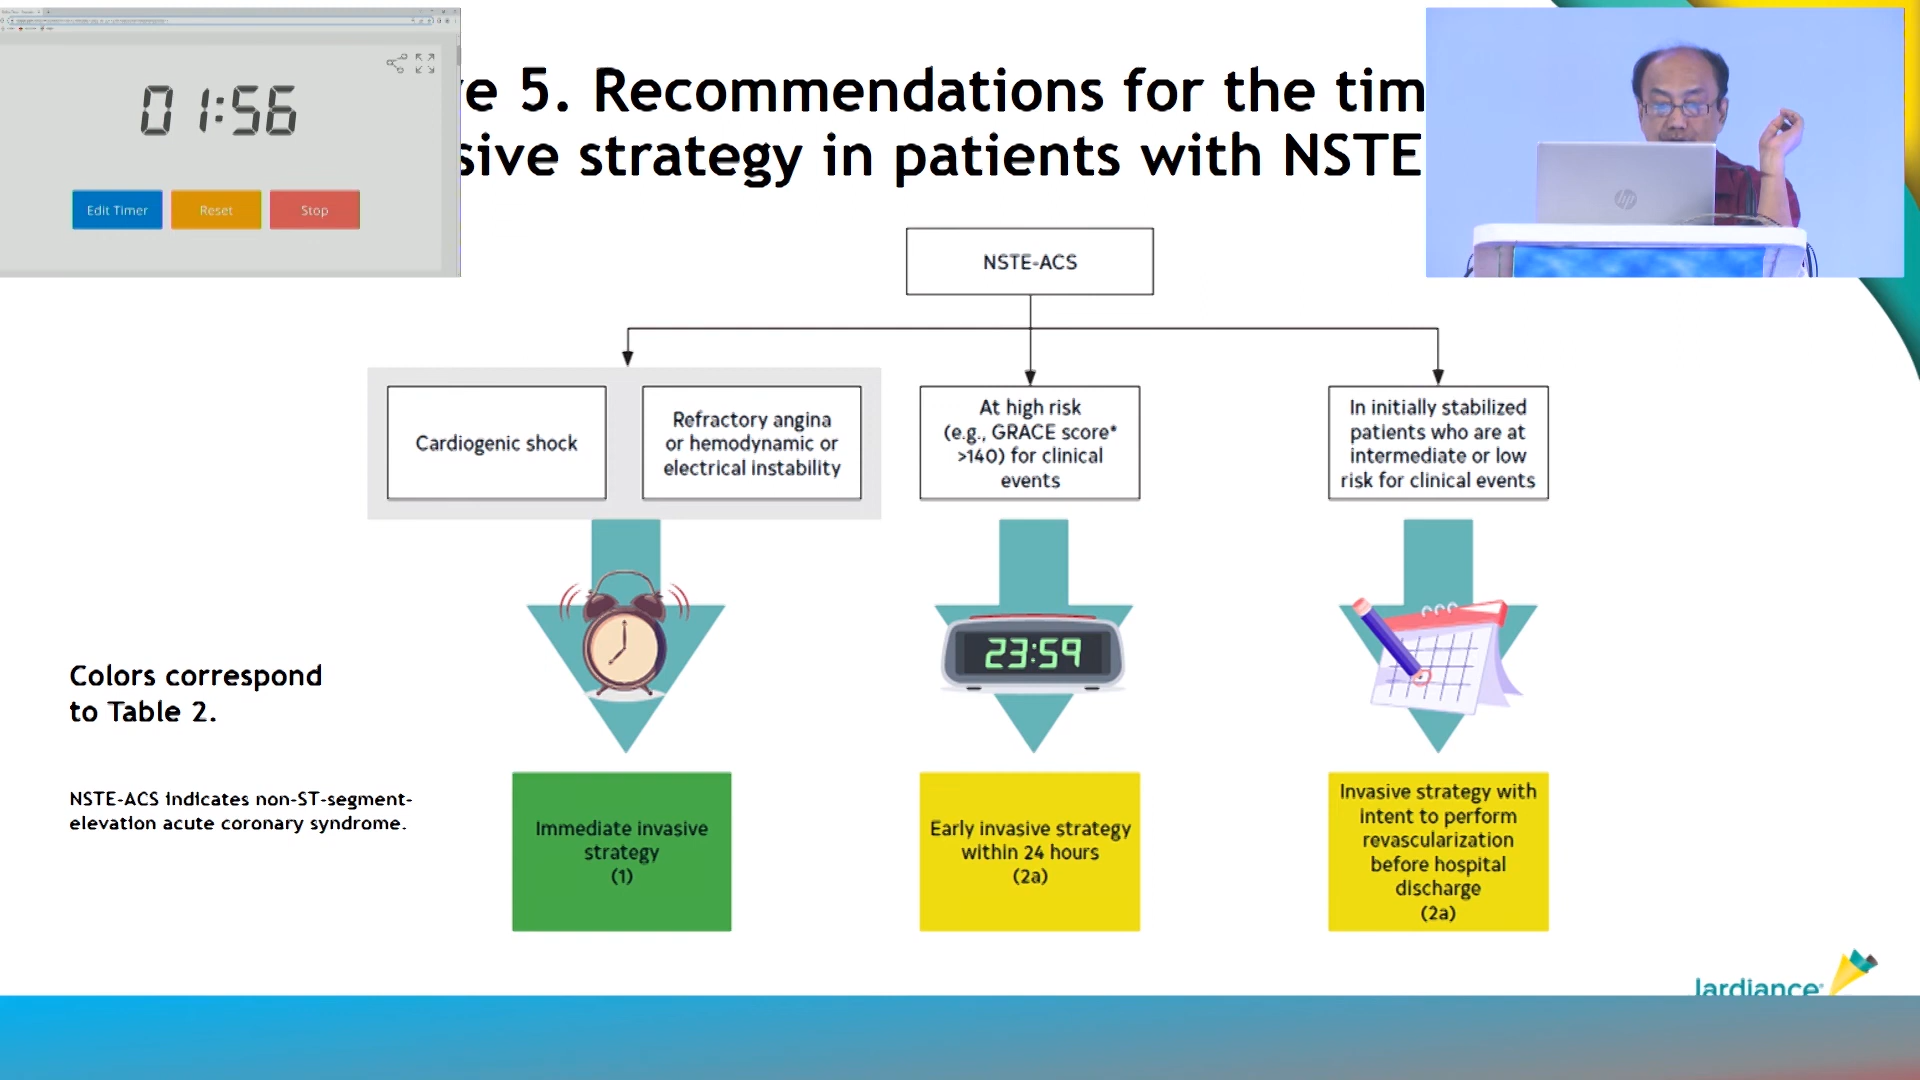 01:56
Edit Timer
Reset
Stop
e 5. Recommendations for the tim
sive strategy in patients with NSTE
NSTE-ACS
Cardiogenic shock
Refractory angina
or hemodynamic or
electrical instability
At high risk
(e.g., GRACE score*
>140) for clinical
events
In initially stabilized
patients who are at
intermediate or low
risk for clinical events
23:59
Colors correspond
to Table 2.
NSTE-ACS indicates non-ST-segment-
elevation acute coronary syndrome.
Immediate invasive
strategy
(1)
Early invasive strategy
within 24 hours
(2a)
Invasive strategy with
intent to perform
revascularization
before hospital
discharge
(2a)
hp
Jardiance